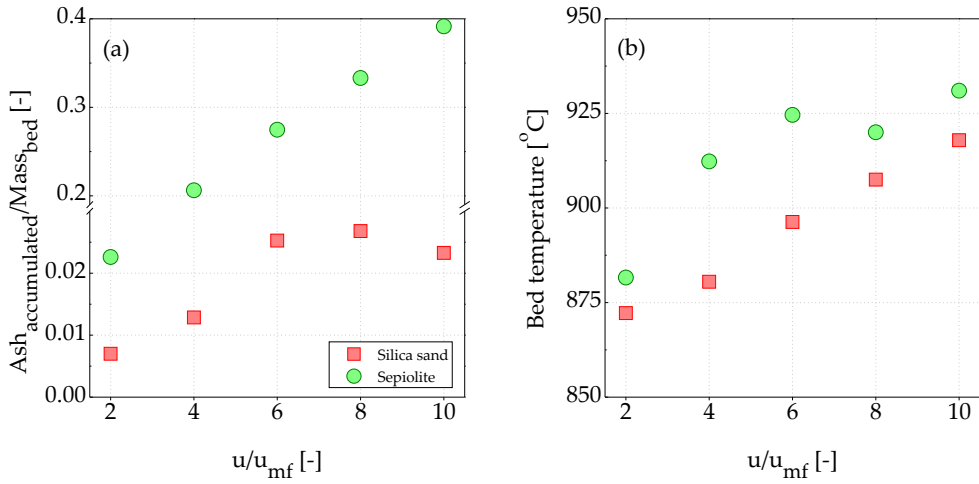 (a)
Ash_accumulated/Mass_bed [-]
0.4
0.3
0.2
0.02
0.01
0.00
2 4 6 8 10
u/u_mf [-]
Silica sand
Sepiolite
(b)
Bed temperature [°C]
950
925
900
875
850
2 4 6 8 10
u/u_mf [-]